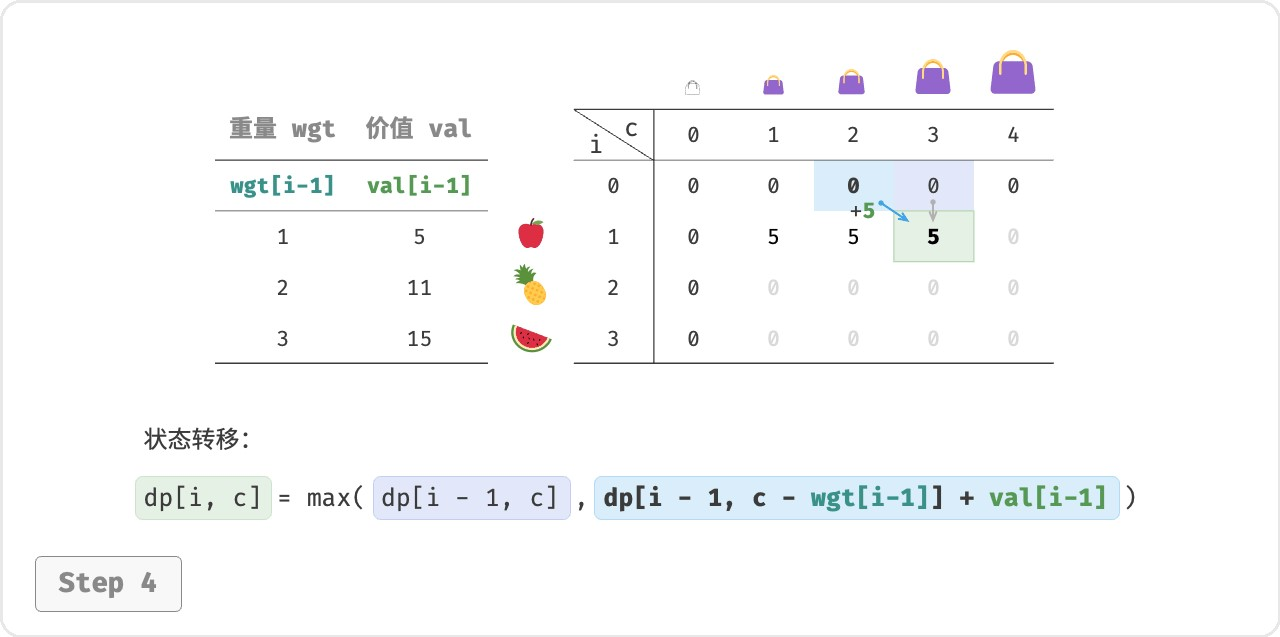 重量 wgt 价值 val
wgt[i-1] val[i-1]
1 5
2 11
3 15
i c 0 1 2 3 4
0 0 0 0 0 0
+5
1 0 5 5 5 0
2 0 0 0 0 0
3 0 0 0 0 0
状态转移：
dp[i, c] = max( dp[i - 1, c] , dp[i - 1, c - wgt[i-1]] + val[i-1] )
Step 4